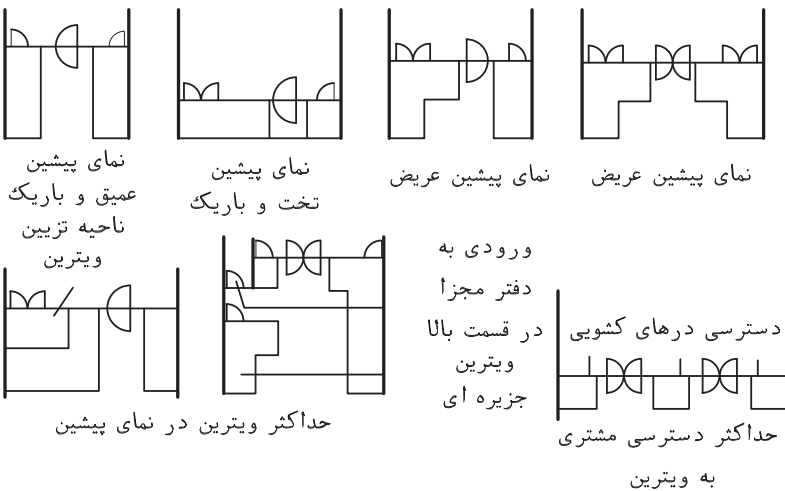 نمای پیشین عریض
نمای پیشین عریض
نمای پیشین
تخت و باریک
نمای پیشین
عمیق و باریک
ناحیه تزیین
ویترین
ورودی به
دفتر مجزا
در قسمت بالا
ویترین
جزیره ای
دسترسی درهای کشویی
حداکثر ویترین در نمای پیشین
حداکثر دسترسی مشتری
به ویترین